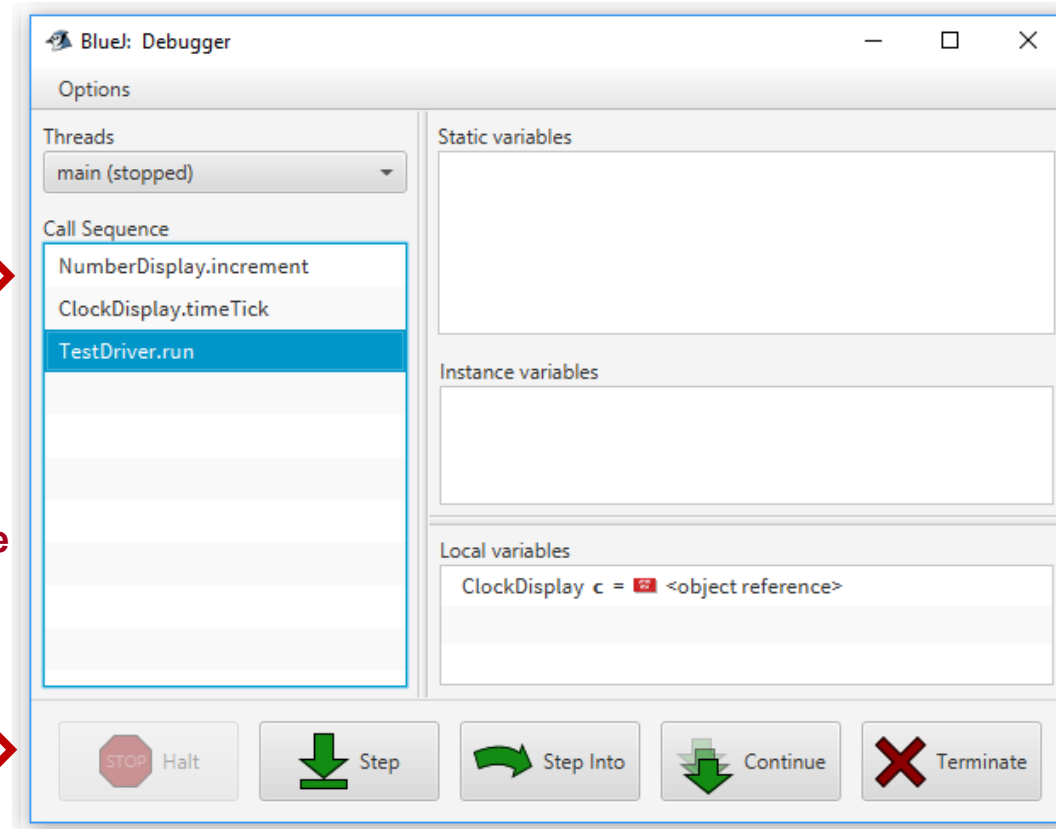 BlueJ: Debugger
Options
Threads
main (stopped)
Call Sequence
NumberDisplay.increment
ClockDisplay.timeTick
TestDriver.run
Static variables
Instance variables
Local variables
ClockDisplay c = <object reference>
e
STOP Halt
Step
Step Into
Continue
Terminate